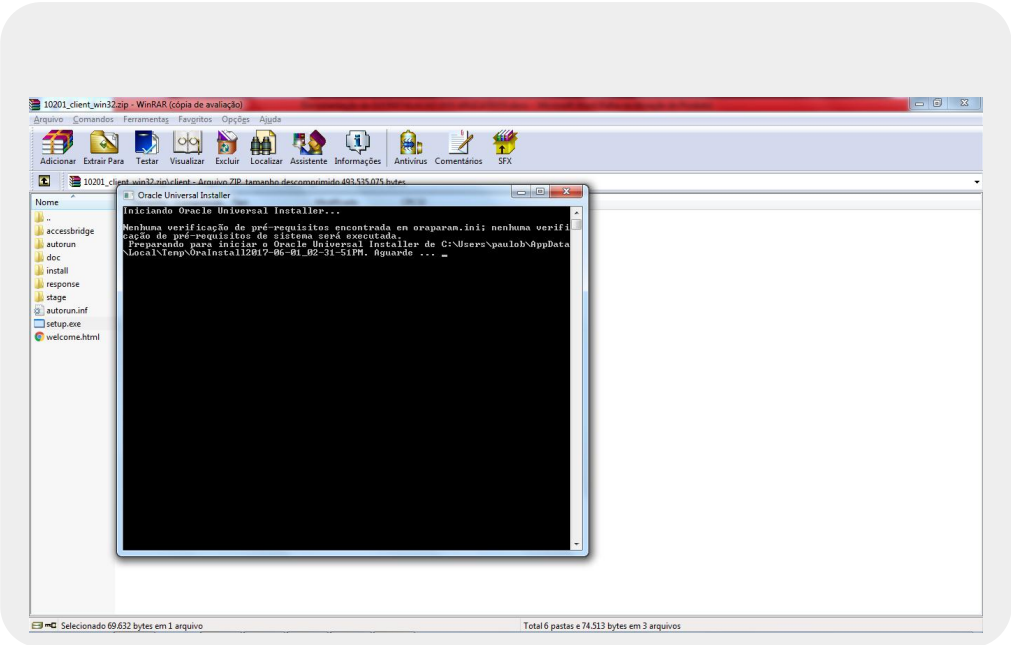 10201_client_win32.zip - WinRAR (cópia de avaliação)
Arquivo Comandos Ferramentas Favoritos Opções Ajuda
Adicionar Extrair Para Testar Visualizar Excluir Localizar Assistente Informações Antivírus Comentários SFX
10201_client_win32.zip\client - Arquivo ZIP, tamanho descomprimido 493.535.075 bytes
Nome
..
accessbridge
autorun
doc
install
response
stage
autorun.inf
setup.exe
welcome.html
Oracle Universal Installer
Iniciando Oracle Universal Installer...
Nenhuma verificação de pré-requisitos encontrada em oraparam.ini; nenhuma verifi
cação de pré-requisitos de sistema será executada.
Preparando para iniciar o Oracle Universal Installer de C:\Users\paulob\AppData
\Local\Temp\OraInstall2017-06-01_02-31-51PM. Aguarde ... _
Selecionado 69.632 bytes em 1 arquivo
Total 6 pastas e 74.513 bytes em 3 arquivos